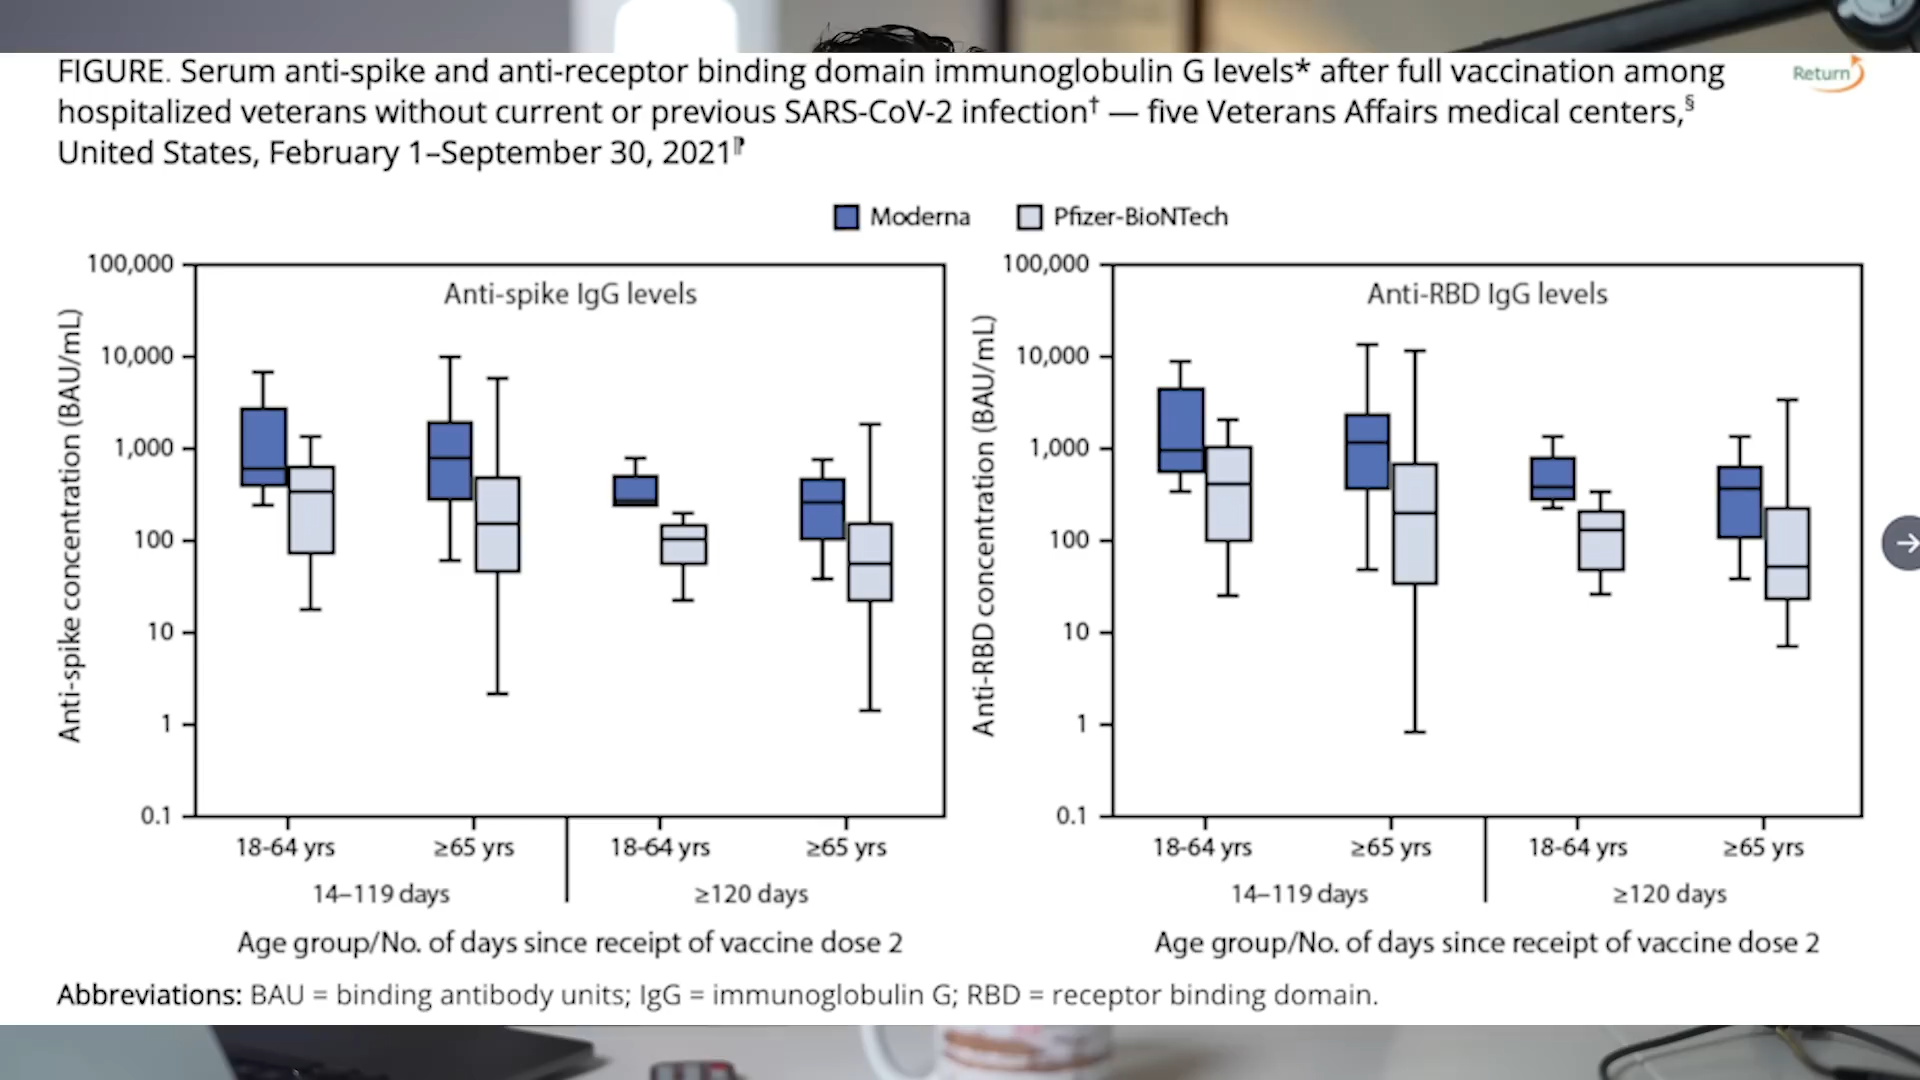 FIGURE. Serum anti-spike and anti-receptor binding domain immunoglobulin G levels* after full vaccination among
Return
hospitalized veterans without current or previous SARS-CoV-2 infection† — five Veterans Affairs medical centers,§
United States, February 1–September 30, 2021⁋
Moderna
Pfizer-BioNTech
Anti-spike IgG levels
Anti-spike concentration (BAU/mL)
100,000
10,000
1,000
100
10
1
0.1
18-64 yrs
≥65 yrs
18-64 yrs
≥65 yrs
14–119 days
≥120 days
Age group/No. of days since receipt of vaccine dose 2
Anti-RBD IgG levels
Anti-RBD concentration (BAU/mL)
100,000
10,000
1,000
100
10
1
0.1
18-64 yrs
≥65 yrs
18-64 yrs
≥65 yrs
14–119 days
≥120 days
Age group/No. of days since receipt of vaccine dose 2
Abbreviations: BAU = binding antibody units; IgG = immunoglobulin G; RBD = receptor binding domain.